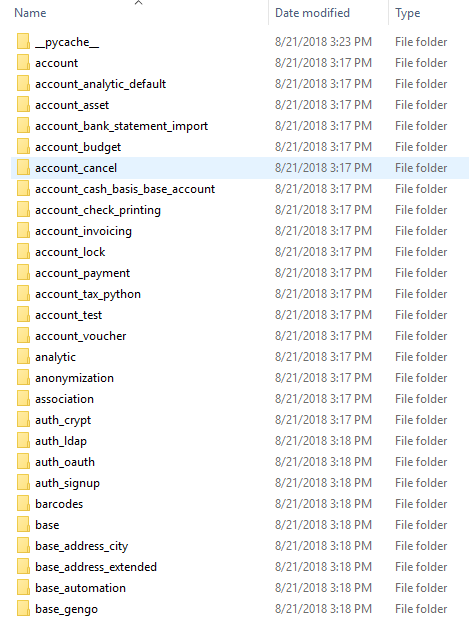 Name Date modified Type
__pycache__ 8/21/2018 3:23 PM File folder
account 8/21/2018 3:17 PM File folder
account_analytic_default 8/21/2018 3:17 PM File folder
account_asset 8/21/2018 3:17 PM File folder
account_bank_statement_import 8/21/2018 3:17 PM File folder
account_budget 8/21/2018 3:17 PM File folder
account_cancel 8/21/2018 3:17 PM File folder
account_cash_basis_base_account 8/21/2018 3:17 PM File folder
account_check_printing 8/21/2018 3:17 PM File folder
account_invoicing 8/21/2018 3:17 PM File folder
account_lock 8/21/2018 3:17 PM File folder
account_payment 8/21/2018 3:17 PM File folder
account_tax_python 8/21/2018 3:17 PM File folder
account_test 8/21/2018 3:17 PM File folder
account_voucher 8/21/2018 3:17 PM File folder
analytic 8/21/2018 3:17 PM File folder
anonymization 8/21/2018 3:17 PM File folder
association 8/21/2018 3:17 PM File folder
auth_crypt 8/21/2018 3:17 PM File folder
auth_ldap 8/21/2018 3:18 PM File folder
auth_oauth 8/21/2018 3:18 PM File folder
auth_signup 8/21/2018 3:18 PM File folder
barcodes 8/21/2018 3:18 PM File folder
base 8/21/2018 3:18 PM File folder
base_address_city 8/21/2018 3:18 PM File folder
base_address_extended 8/21/2018 3:18 PM File folder
base_automation 8/21/2018 3:18 PM File folder
base_gengo 8/21/2018 3:18 PM File folder